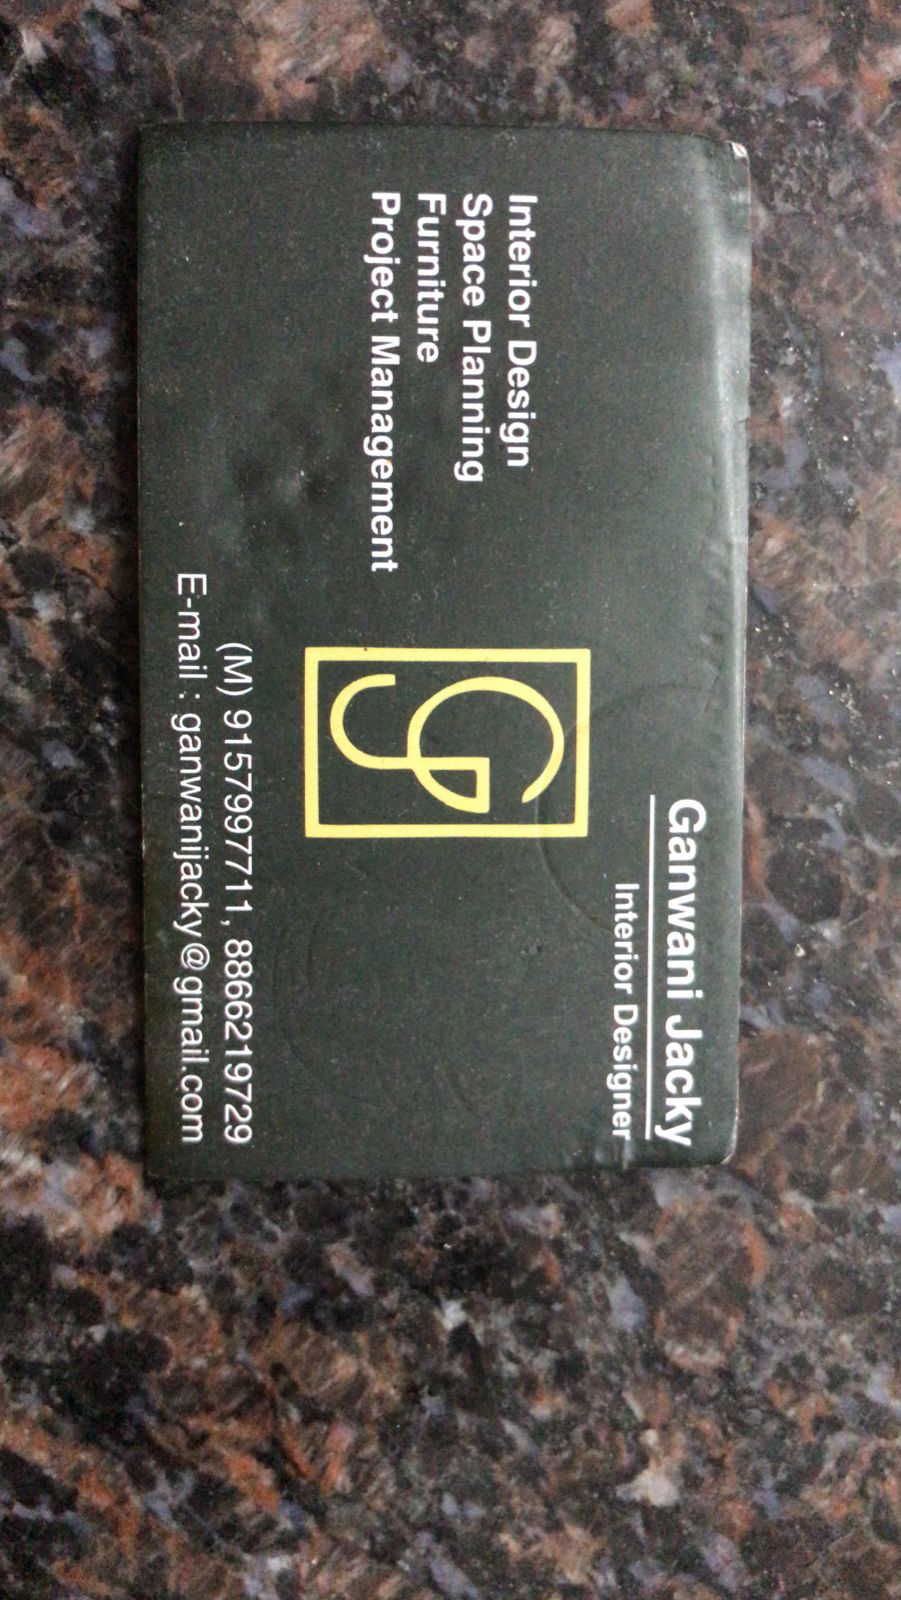 Ganwani Jacky
Interior Designer
Interior Design
Space Planning
Furniture
Project Management
(M) 9157997711, 8866219729
E-mail : ganwanijacky@gmail.com